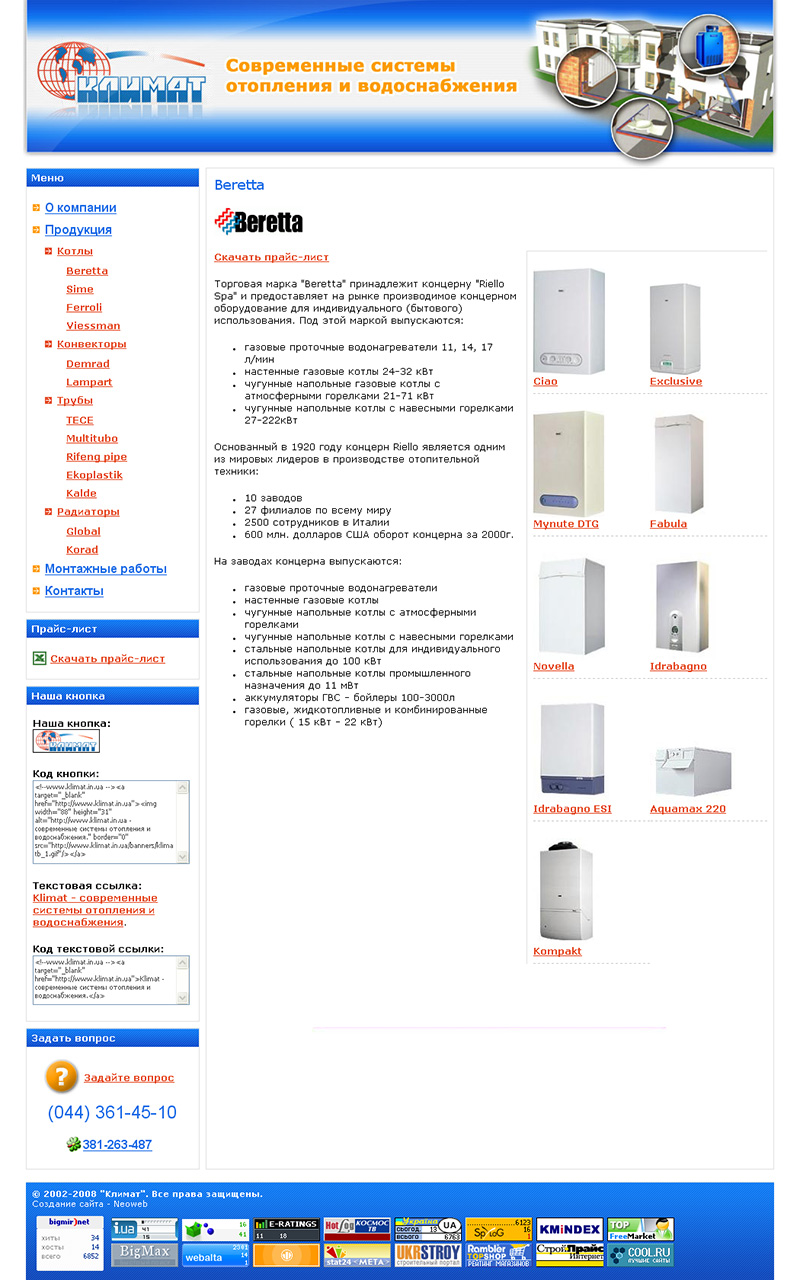 КЛИМАТ
Современные системы
отопления и водоснабжения
Меню
О компании
Продукция
Котлы
Beretta
Sime
Ferroli
Viessman
Конвекторы
Demrad
Lampart
Трубы
TECE
Multitubo
Rifeng pipe
Ekoplastik
Kalde
Радиаторы
Global
Korad
Монтажные работы
Контакты
Прайс-лист
Скачать прайс-лист
Наша кнопка
Наша кнопка:
КЛИМАТ
Код кнопки:
<!--www.klimat.in.ua --><a
target="_blank"
href="http://www.klimat.in.ua"><img
width="88" height="31"
alt="http://www.klimat.in.ua -
современные системы отопления и
водоснабжения." border="0"
src="http://www.klimat.in.ua/banners/klima
tb_1.gif"/></a>
Текстовая ссылка:
Klimat - современные
системы отопления и
водоснабжения.
Код текстовой ссылки:
<!--www.klimat.in.ua --><a
target="_blank"
href="http://www.klimat.in.ua">Klimat -
современные системы отопления и
водоснабжения.</a>
Задать вопрос
?
Задайте вопрос
(044) 361-45-10
381-263-487
Beretta
Beretta
Скачать прайс-лист
Торговая марка "Beretta" принадлежит концерну "Riello
Spa" и предоставляет на рынке производимое концерном
оборудование для индивидуального (бытового)
использования. Под этой маркой выпускаются:
газовые проточные водонагреватели 11, 14, 17
л/мин
настенные газовые котлы 24-32 кВт
чугунные напольные газовые котлы с
атмосферными горелками 21-71 кВт
чугунные напольные котлы с навесными горелками
27-222кВт
Основанный в 1920 году концерн Riello является одним
из мировых лидеров в производстве отопительной
техники:
10 заводов
27 филиалов по всему миру
2500 сотрудников в Италии
600 млн. долларов США оборот концерна за 2000г.
На заводах концерна выпускаются:
газовые проточные водонагреватели
настенные газовые котлы
чугунные напольные котлы с атмосферными
горелками
чугунные напольные котлы с навесными горелками
стальные напольные котлы для индивидуального
использования до 100 кВт
стальные напольные котлы промышленного
назначения до 11 мВт
аккумуляторы ГВС - бойлеры 100-3000л
газовые, жидкотопливные и комбинированные
горелки ( 15 кВт - 22 кВт)
Ciao
Exclusive
Mynute DTG
Fabula
Novella
Idrabagno
Idrabagno ESI
Aquamax 220
Kompakt
© 2002-2008 "Климат". Все права защищены.
Создание сайта - Neoweb
bigmir)net
хиты 34
хосты 14
всего 6852
i.ua 41
15
16
41
E-RATINGS
11 18
HotLog КОСМОС ТВ
Україна UA
сьогод. 13
всего 6763
SpyLOG
6123
16
1
KMiNDEX
TOP
FreeMarket
BigMax
webalta
2381
14
1
stat24 - META
UKRSTROY
строительный портал
Rambler
TOPSHOP
РЕЙТИНГ МАГАЗИНОВ
СтройПрайс
Интернет
COOL.RU
ЛУЧШИЕ САЙТЫ